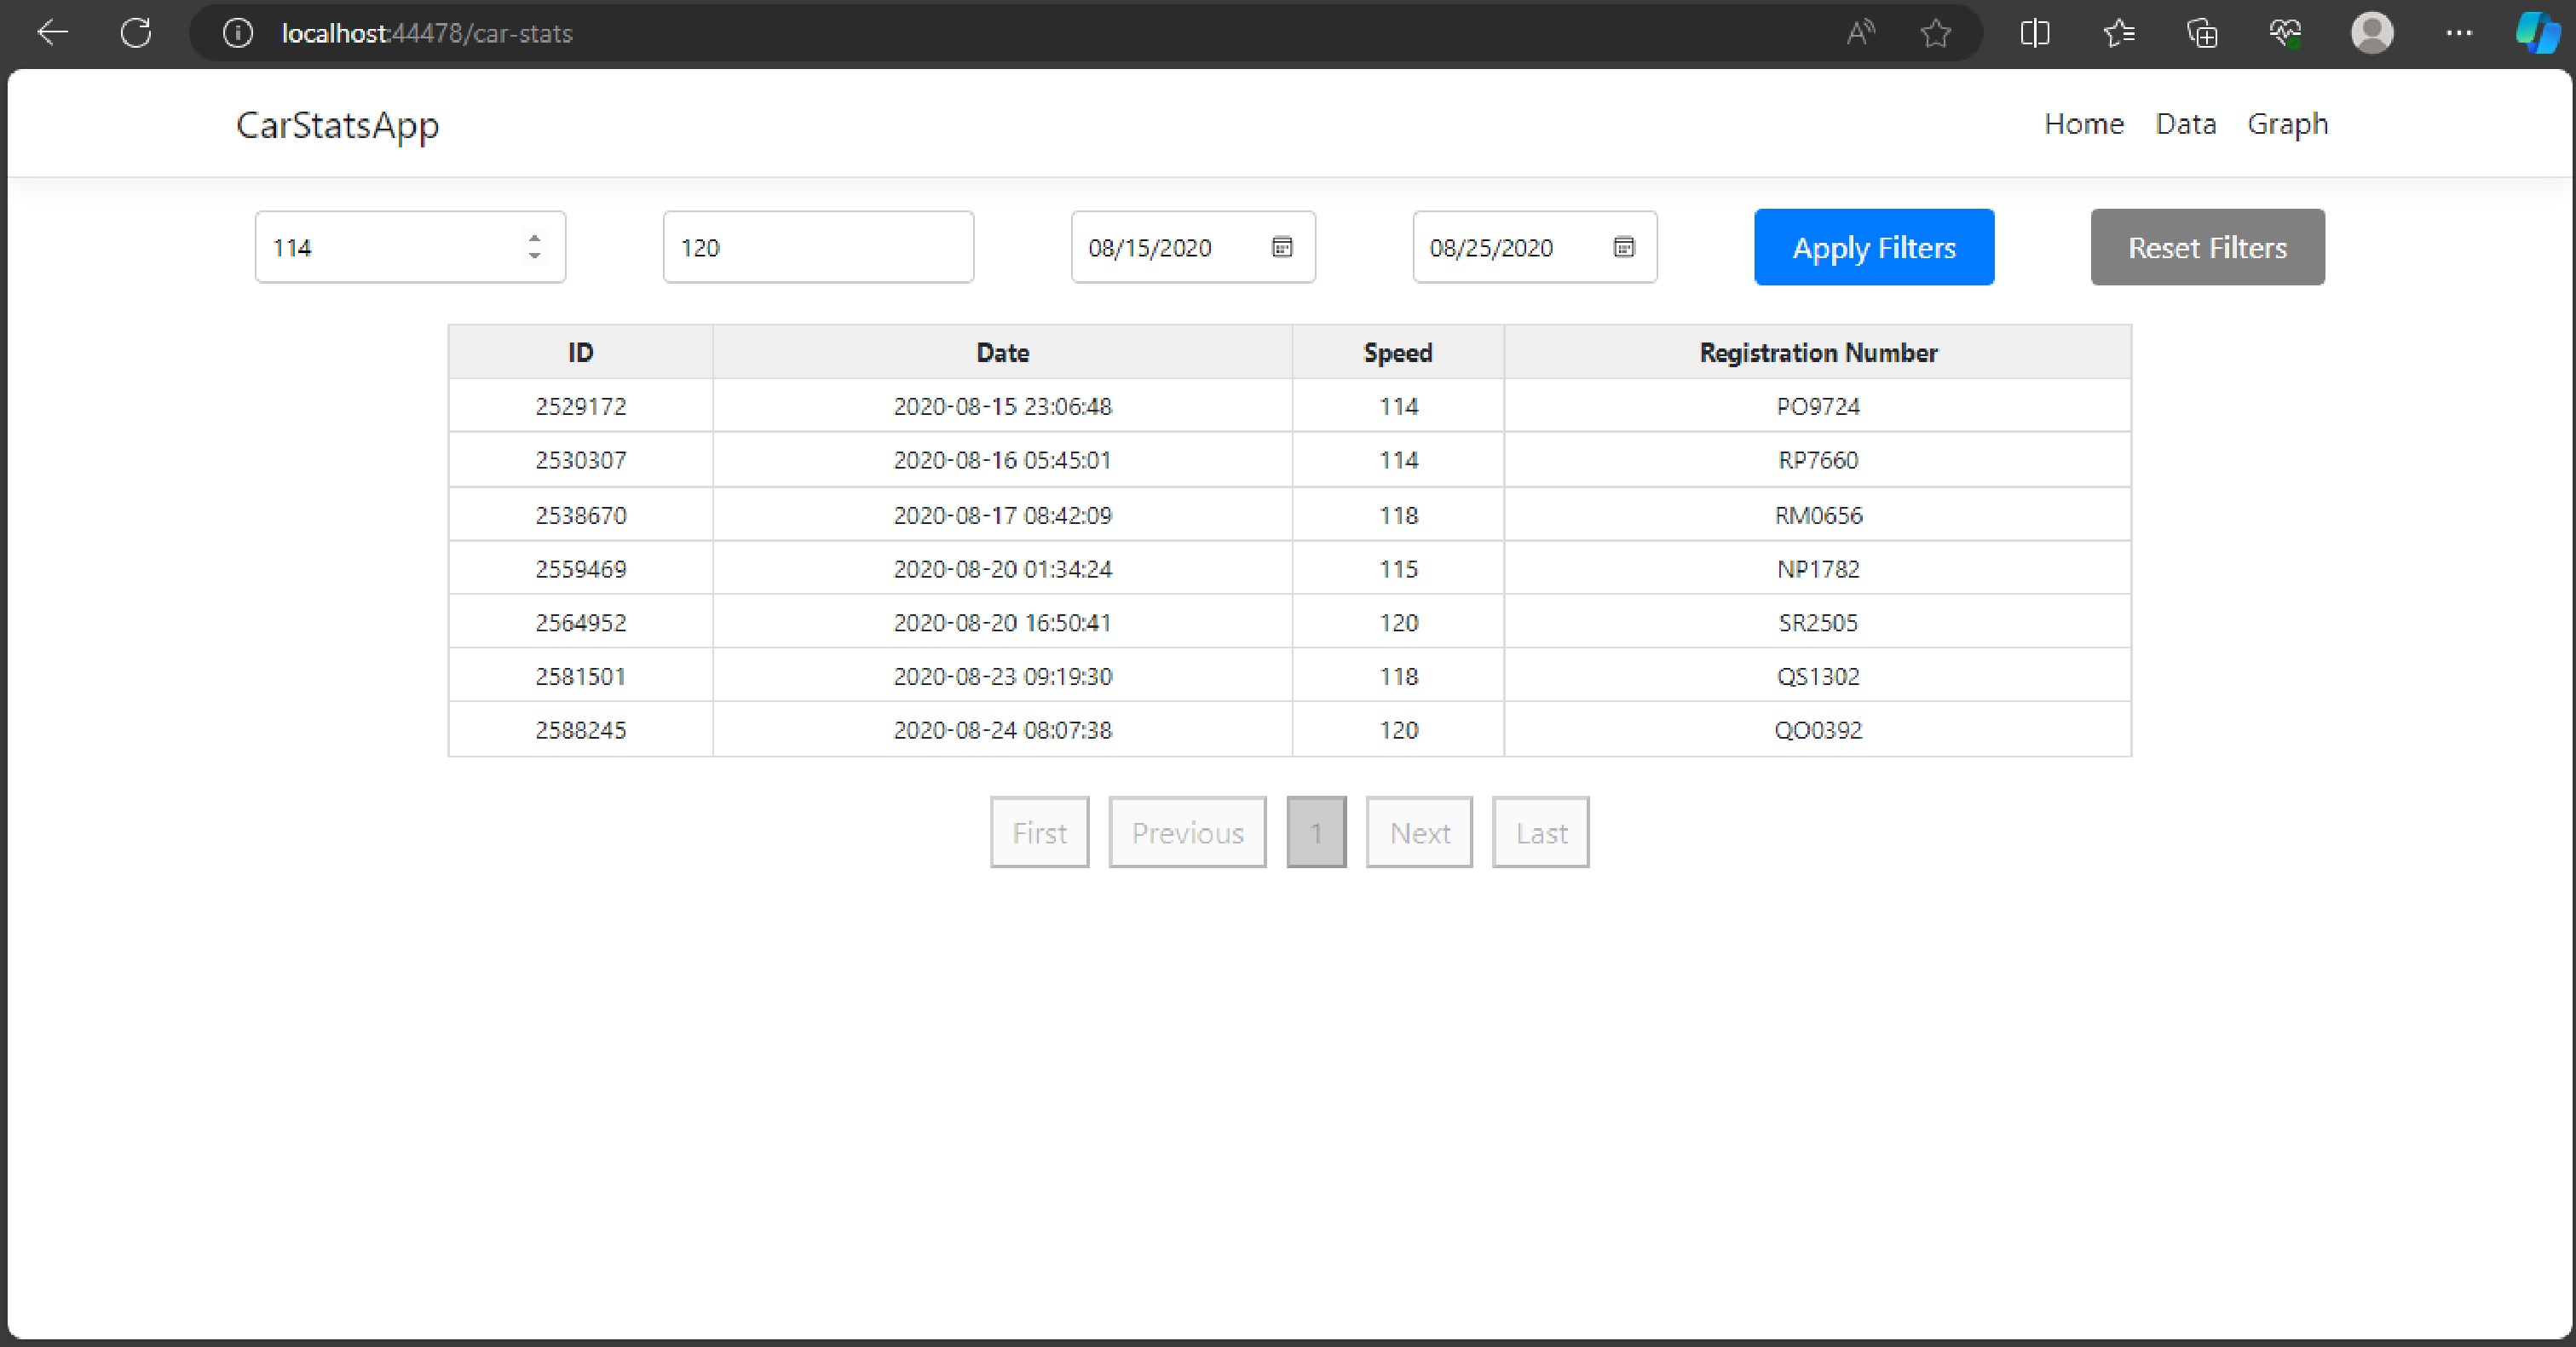 localhost:44478/car-stats
CarStatsApp
Home Data Graph
114 120 08/15/2020 08/25/2020 Apply Filters Reset Filters
ID Date Speed Registration Number
2529172 2020-08-15 23:06:48 114 PO9724
2530307 2020-08-16 05:45:01 114 RP7660
2538670 2020-08-17 08:42:09 118 RM0656
2559469 2020-08-20 01:34:24 115 NP1782
2564952 2020-08-20 16:50:41 120 SR2505
2581501 2020-08-23 09:19:30 118 QS1302
2588245 2020-08-24 08:07:38 120 QO0392
First Previous 1 Next Last